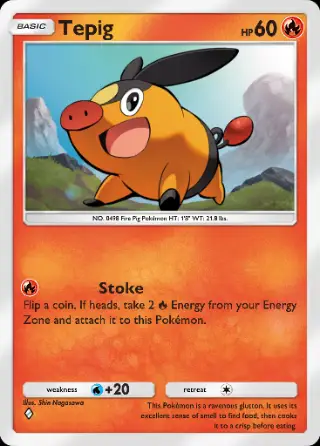 BASIC Tepig HP 60
NO. 0498 Fire Pig Pokémon HT: 1'8" WT: 21.8 lbs.
Stoke
Flip a coin. If heads, take 2 Energy from your Energy
Zone and attach it to this Pokémon.
weakness +20 retreat
Illus. Shin Nagasawa
This Pokémon is a ravenous glutton. It uses its
excellent sense of smell to find food, then cooks
it to a crisp before eating.